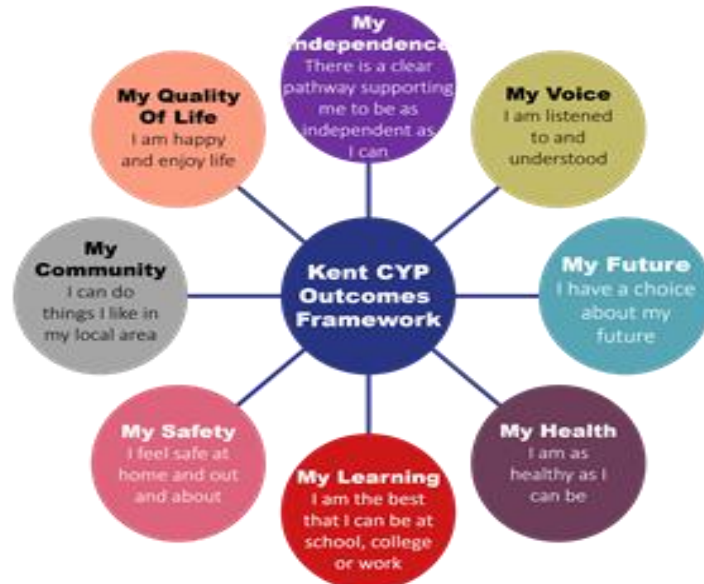 My
Independence
There is a clear
pathway supporting
me to be as
independent as
I can
My Voice
I am listened
to and
understood
My Future
I have a choice
about my
future
My Health
I am as
healthy as I
can be
My Learning
I am the best
that I can be at
school, college
or work
My Safety
I feel safe at
home and out
and about
My
Community
I can do
things I like in
my local area
My Quality
Of Life
I am happy
and enjoy life
Kent CYP
Outcomes
Framework